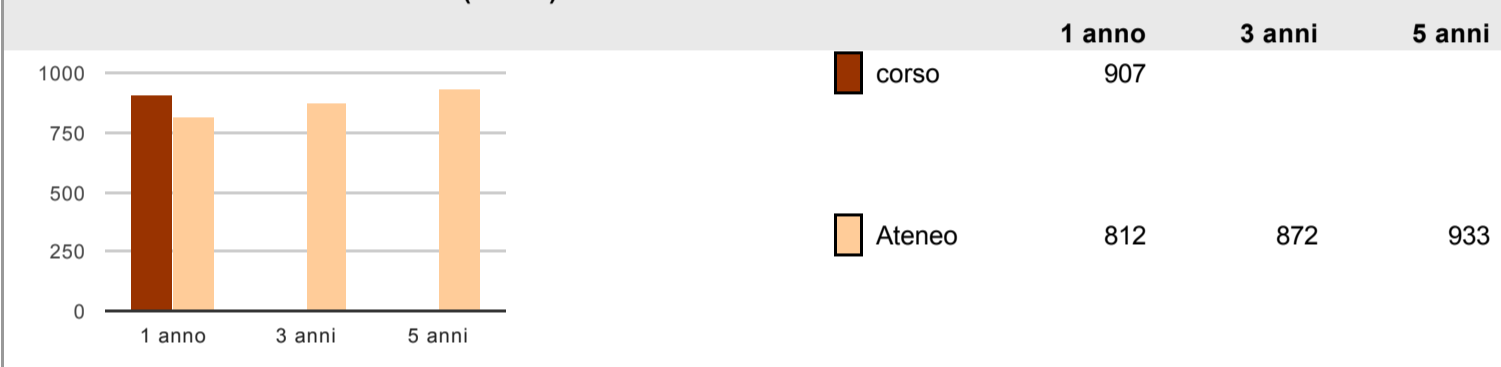 1 anno 3 anni 5 anni
1000
750
500
250
0
1 anno 3 anni 5 anni
corso 907
Ateneo 812 872 933